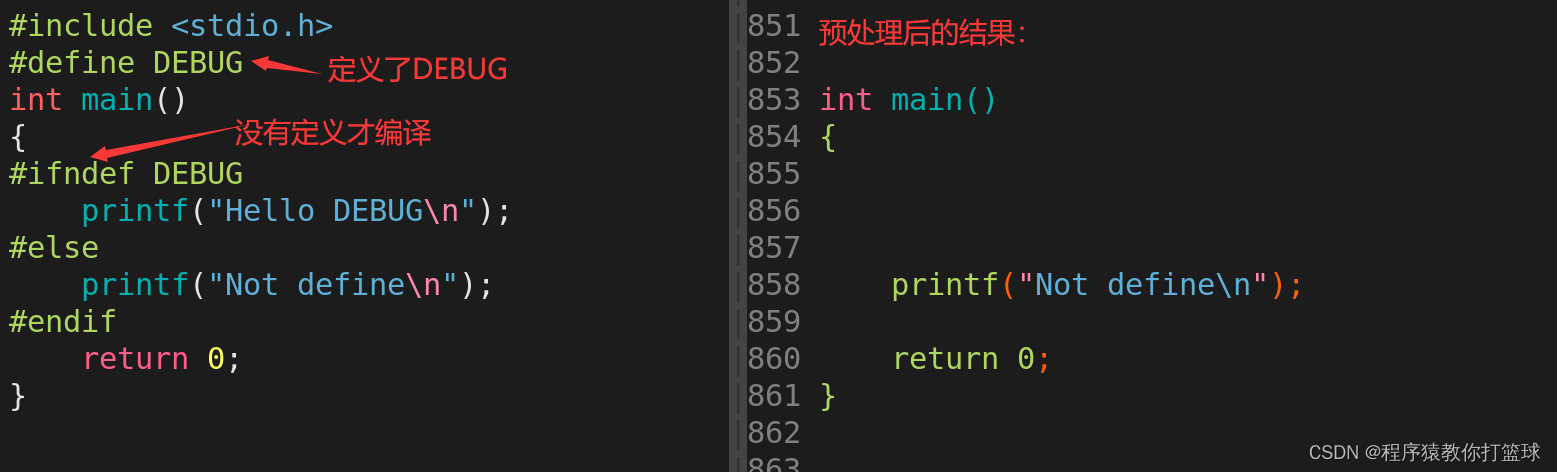 #include <stdio.h>
#define DEBUG
定义了DEBUG
int main()
{
没有定义才编译
#ifndef DEBUG
    printf("Hello DEBUG\n");
#else
    printf("Not define\n");
#endif
    return 0;
}
851 预处理后的结果：
852
853 int main()
854 {
855
856
857
858     printf("Not define\n");
859
860     return 0;
861 }
862
863
CSDN @程序猿教你打篮球